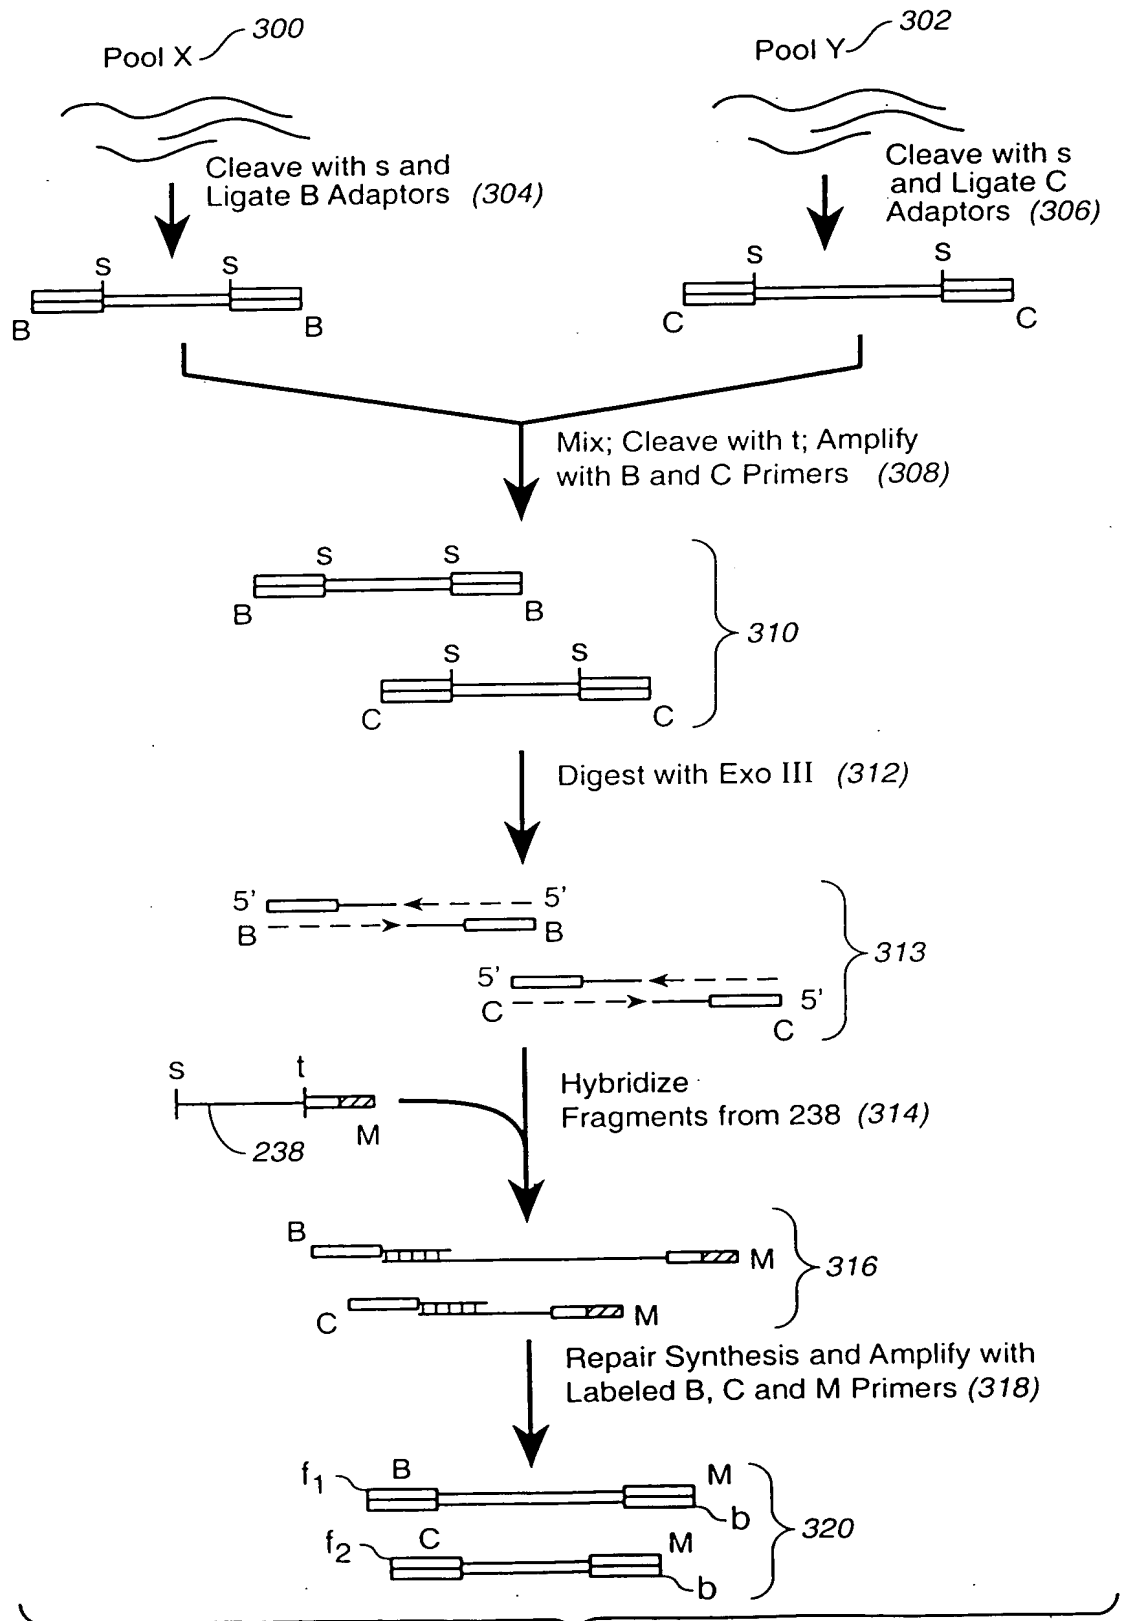 Pool X 300
Pool Y 302
Cleave with s and
Ligate B Adaptors (304)
Cleave with s
and Ligate C
Adaptors (306)
S S
B B
S S
C C
Mix; Cleave with t; Amplify
with B and C Primers (308)
S S
B B
S S
C C
310
Digest with Exo III (312)
5' 5'
B B
5'
C 5'
C
313
S t
M
238
Hybridize
Fragments from 238 (314)
B M
C M
316
Repair Synthesis and Amplify with
Labeled B, C and M Primers (318)
f1 B M
b
f2 C M
b
320